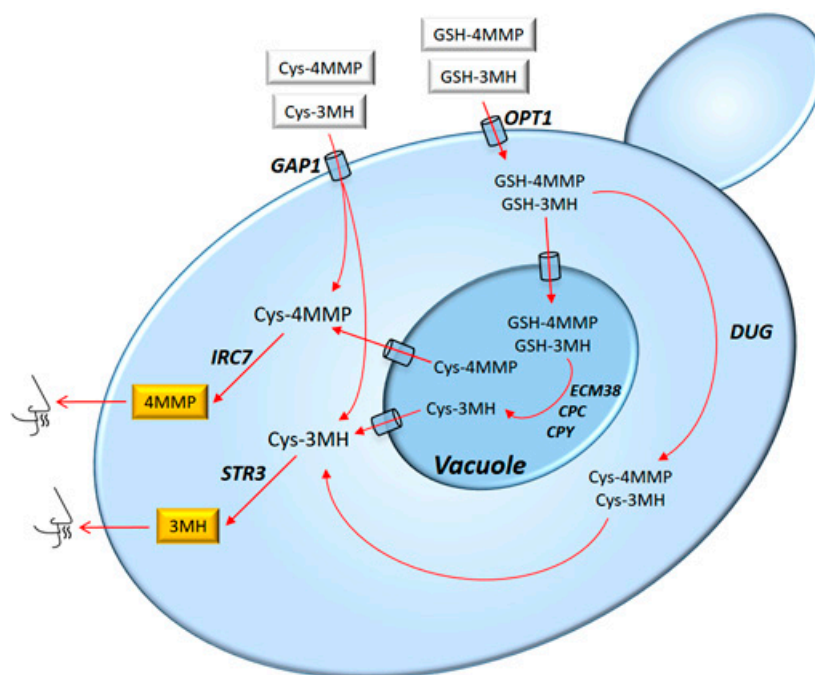 GSH-4MMP
Cys-4MMP
GSH-3MH
Cys-3MH
OPT1
GAP1
GSH-4MMP
GSH-3MH
Cys-4MMP
GSH-4MMP
GSH-3MH
DUG
IRC7
Cys-4MMP
4MMP
ECM38
Cys-3MH
CPC
CPY
Cys-3MH
Vacuole
STR3
Cys-4MMP
Cys-3MH
3MH